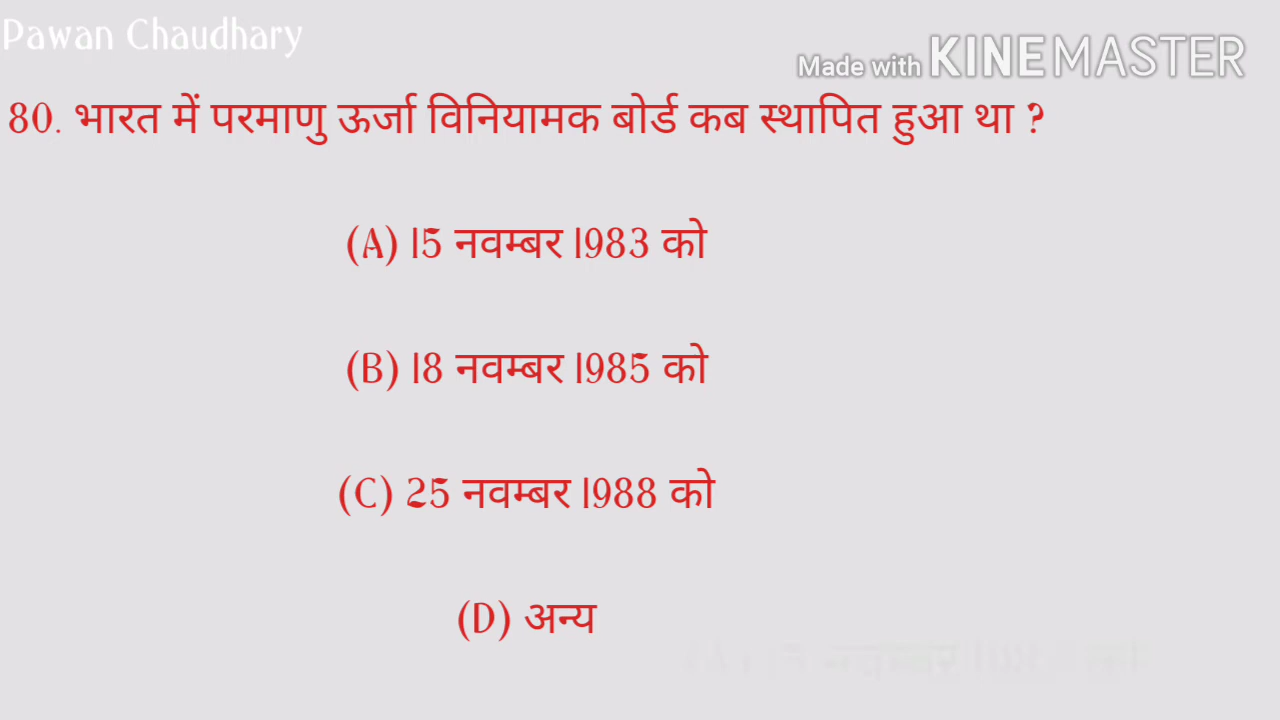 Pawan Chaudhary
Made with KINEMASTER
80. भारत में परमाणु ऊर्जा विनियामक बोर्ड कब स्थापित हुआ था ?
(A) 15 नवम्बर 1983 को
(B) 18 नवम्बर 1985 को
(C) 25 नवम्बर 1988 को
(D) अन्य